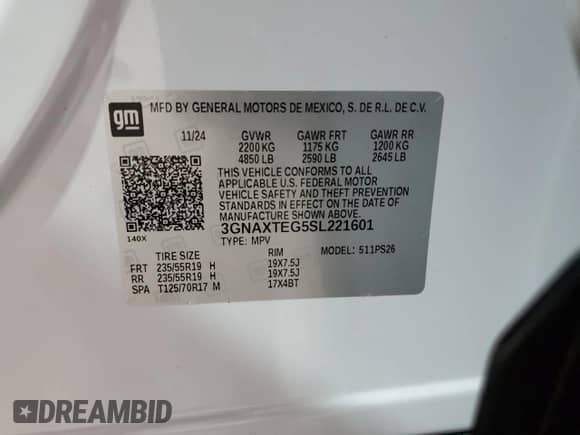 gm
MFD BY GENERAL MOTORS DE MEXICO, S. DE R.L. DE C.V.
11/24 GVWR GAWR FRT GAWR RR
2200 KG 1175 KG 1200 KG
4850 LB 2590 LB 2645 LB
THIS VEHICLE CONFORMS TO ALL
APPLICABLE U.S. FEDERAL MOTOR
VEHICLE SAFETY AND THEFT PREVENTION
STANDARDS IN EFFECT ON THE DATE OF
MANUFACTURE SHOWN ABOVE.
3GNAXTEG5SL221601
140X TYPE: MPV MODEL: 511PS26
TIRE SIZE RIM
FRT 235/55R19 H 19X7.5J
RR 235/55R19 H 19X7.5J
SPA T125/70R17 M 17X4BT
DREAMBID